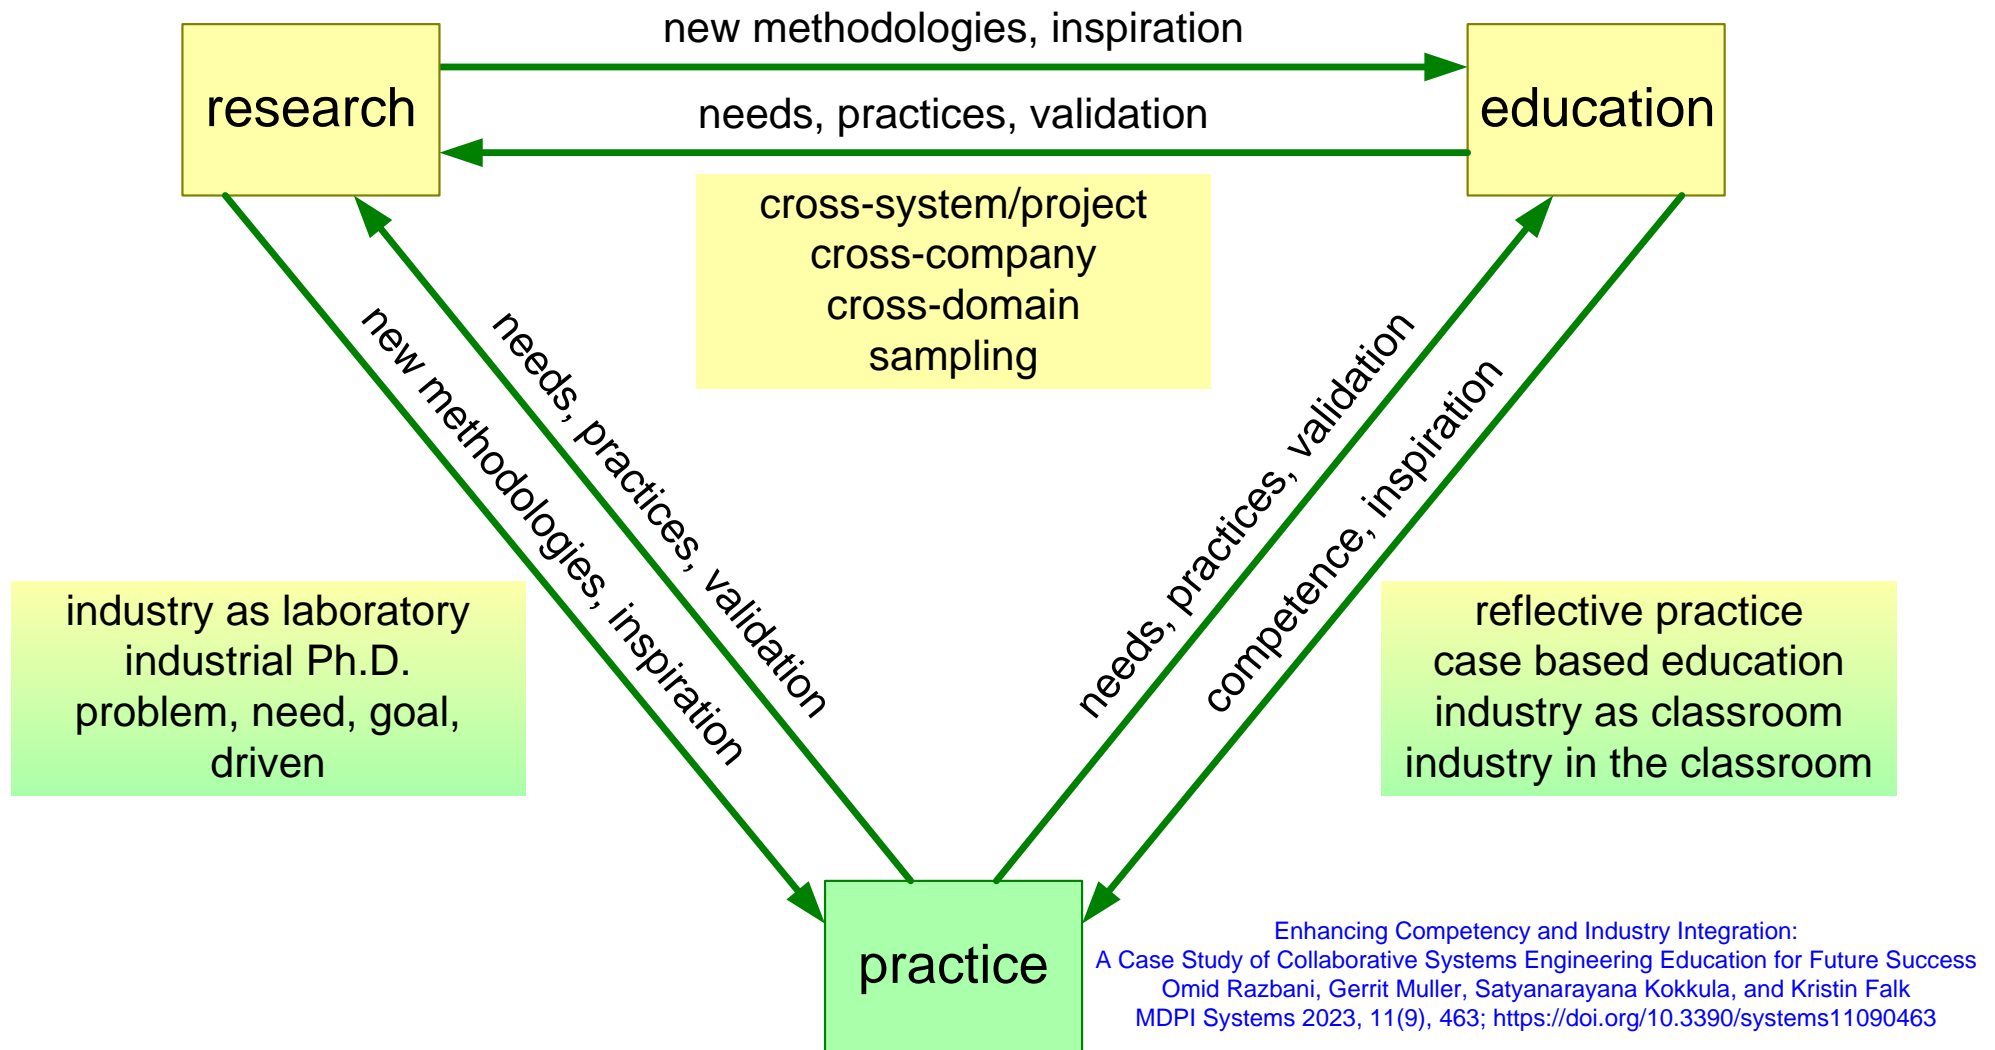 new methodologies, inspiration
research
education
needs, practices, validation
cross-system/project
cross-company
cross-domain
sampling
new methodologies, inspiration
needs, practices, validation
needs, practices, validation
competence, inspiration
industry as laboratory
industrial Ph.D.
problem, need, goal,
driven
reflective practice
case based education
industry as classroom
industry in the classroom
practice
Enhancing Competency and Industry Integration:
A Case Study of Collaborative Systems Engineering Education for Future Success
Omid Razbani, Gerrit Muller, Satyanarayana Kokkula, and Kristin Falk
MDPI Systems 2023, 11(9), 463; https://doi.org/10.3390/systems11090463